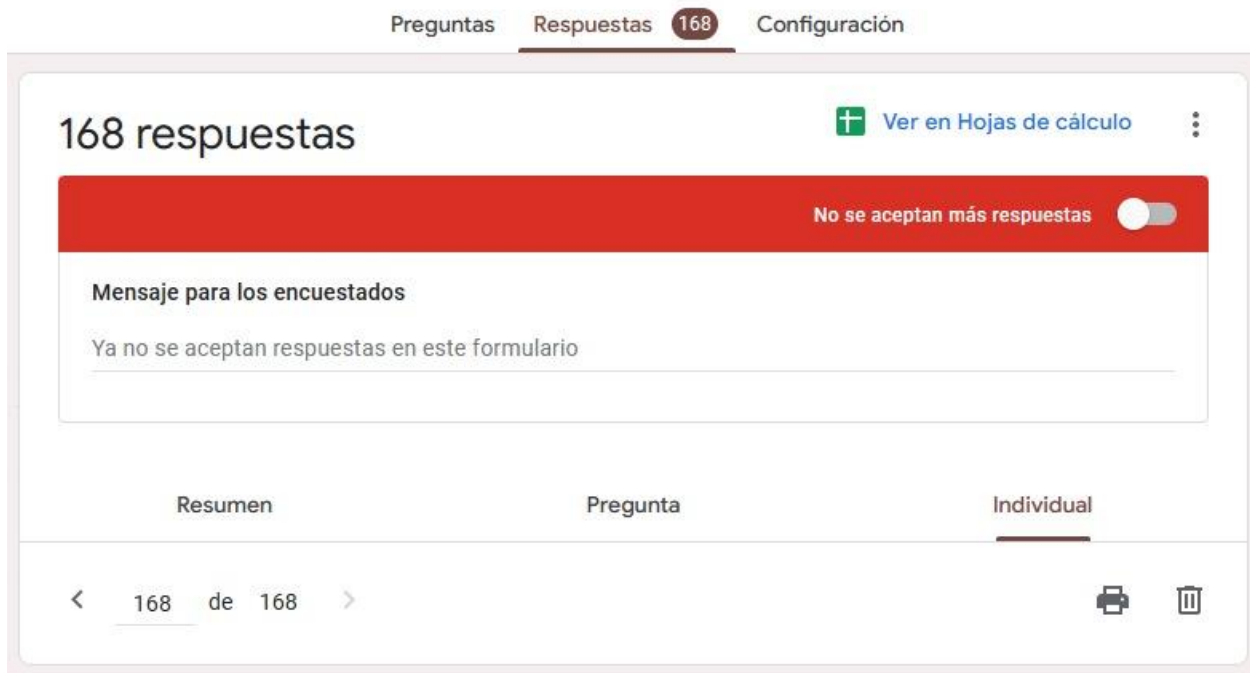 Preguntas Respuestas 168 Configuración
168 respuestas
Ver en Hojas de cálculo
No se aceptan más respuestas
Mensaje para los encuestados
Ya no se aceptan respuestas en este formulario
Resumen Pregunta Individual
168 de 168